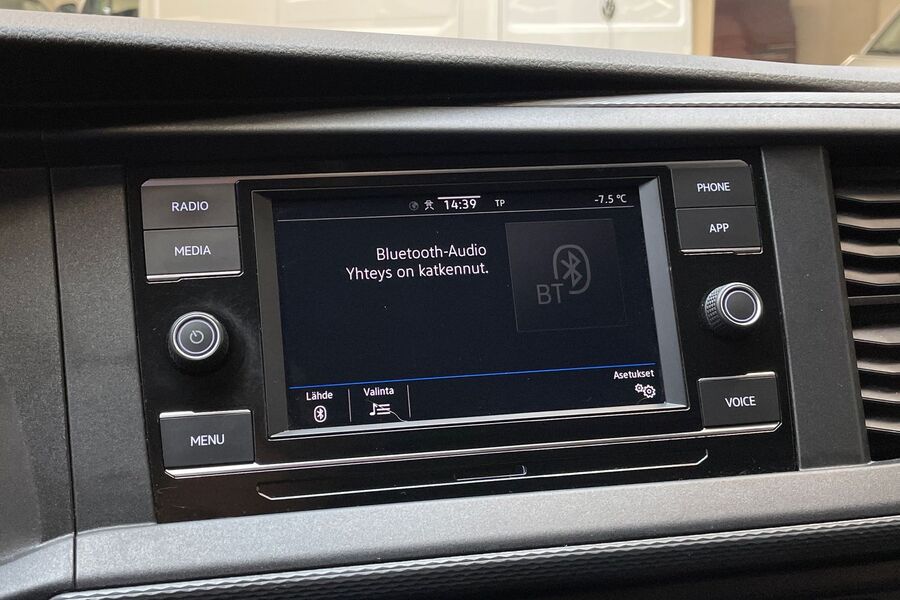 RADIO
MEDIA
MENU
14:39 TP -7.5 °C
Bluetooth-Audio
Yhteys on katkennut.
BT
Lähde
Valinta
Asetukset
PHONE
APP
VOICE